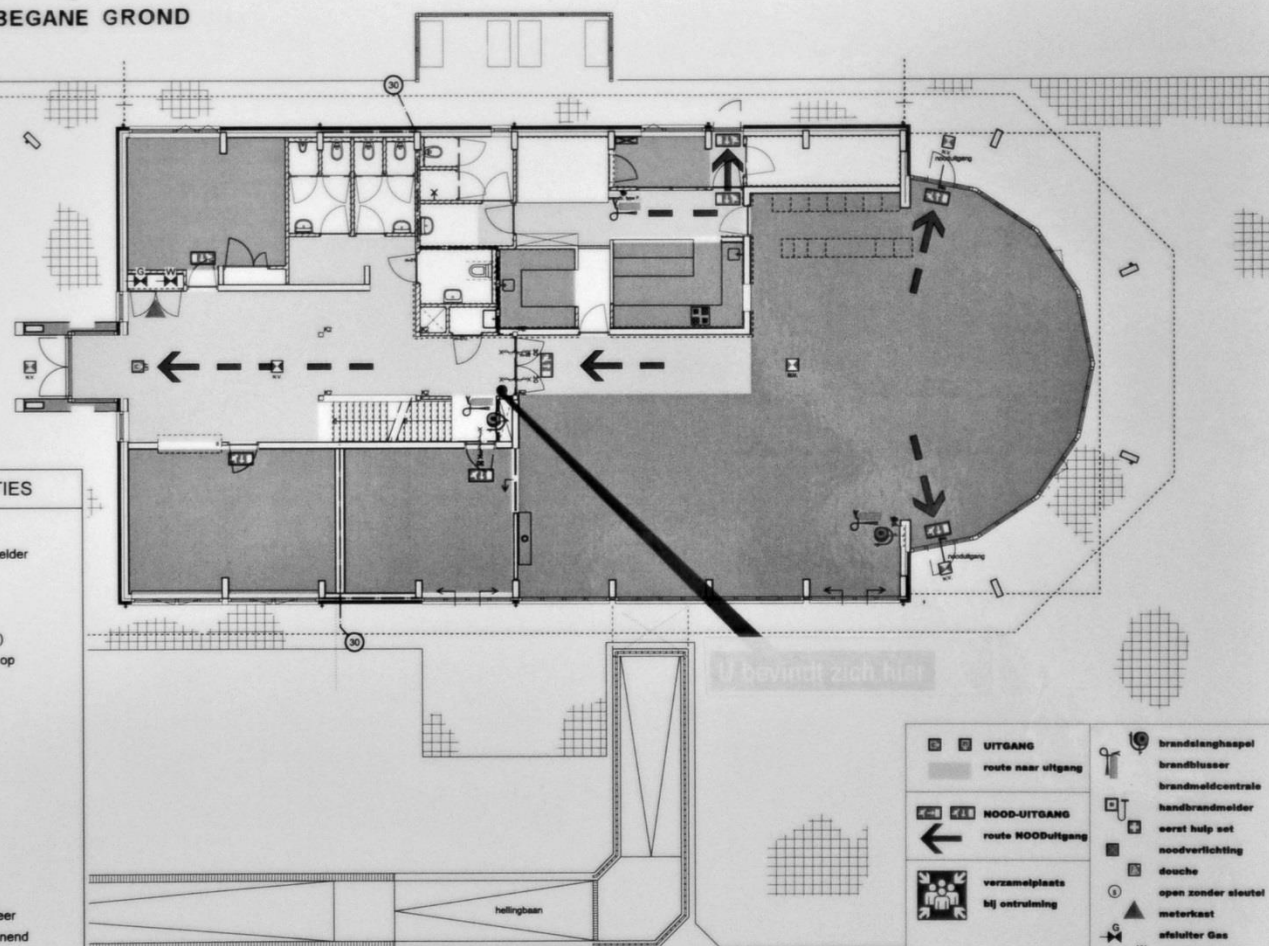 BEGANE GROND
30
nooduitgang
G W
N.V.
N.V.
TIES
elder
nooduitgang
N.V.
)
op
30
U bevindt zich hier
UITGANG
route naar uitgang
NOOD-UITGANG
route NOODuitgang
verzamelplaats
bij ontruiming
brandslanghaspel
brandblusser
brandmeldcentrale
handbrandmelder
eerst hulp set
noodverlichting
douche
open zonder sleutel
meterkast
G
afsluiter Gas
hellingbaan
eer
nend